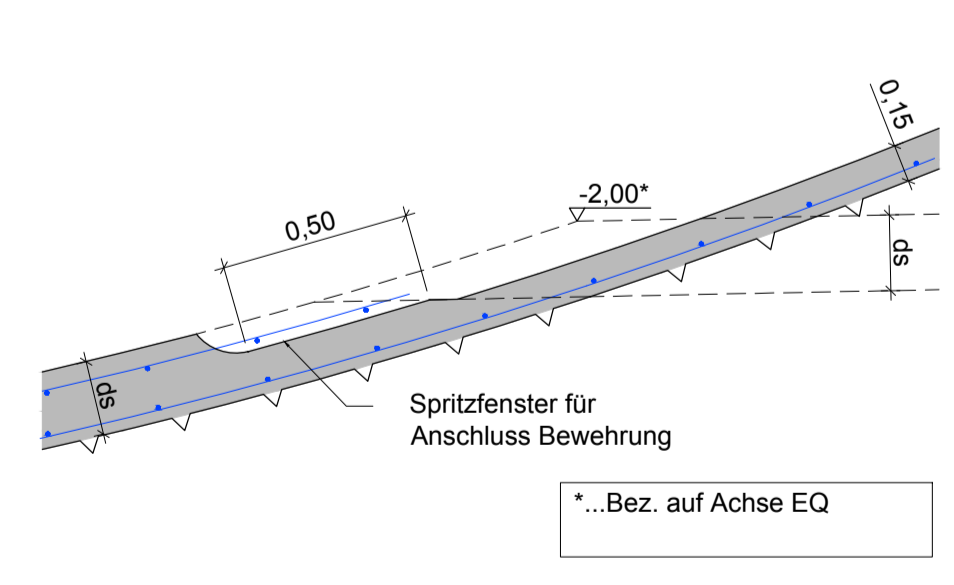 0,15
-2,00*
0,50
ds
ds
Spritzfenster für
Anschluss Bewehrung
*...Bez. auf Achse EQ